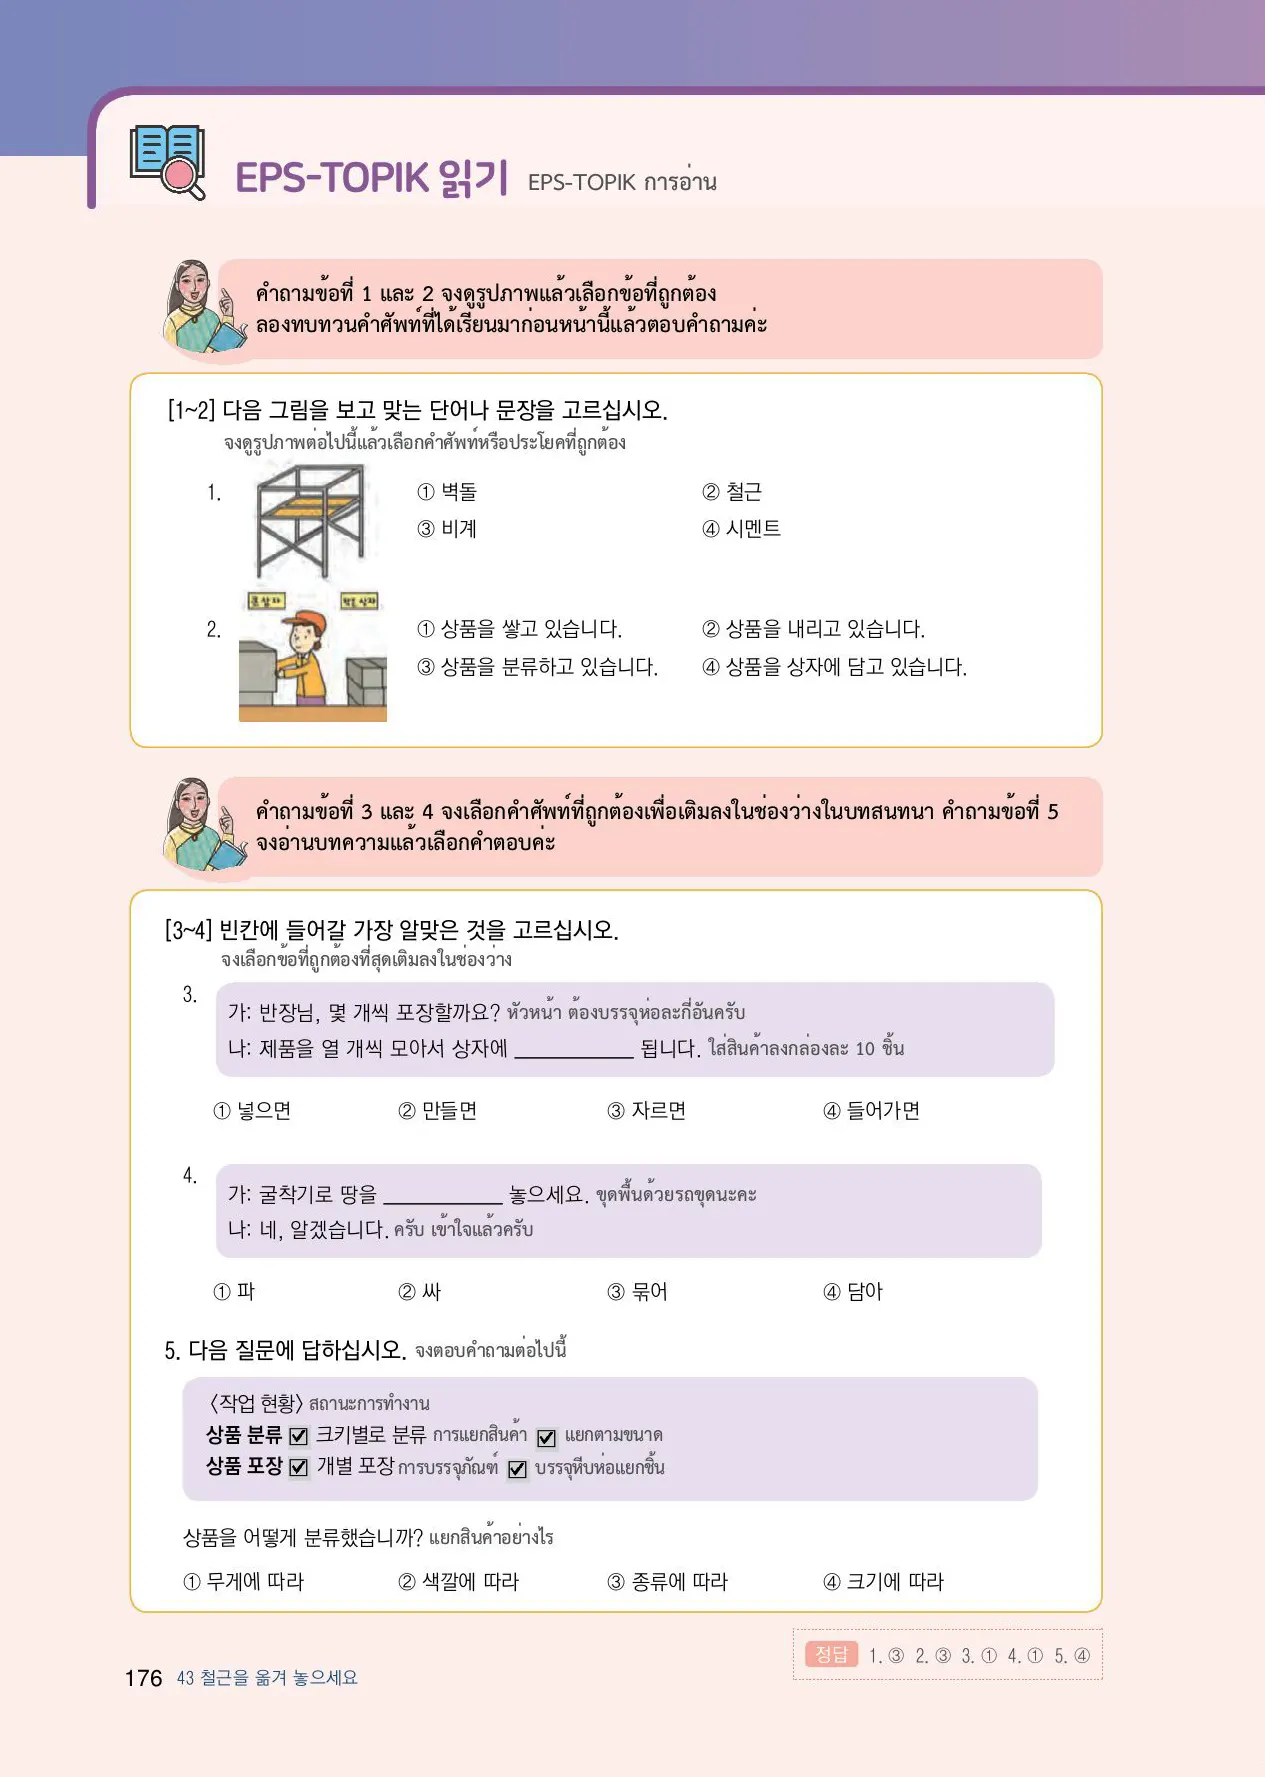 EPS-TOPIK 읽기 EPS-TOPIK การอ่าน
คำถามข้อที่ 1 และ 2 จงดูรูปภาพแล้วเลือกข้อที่ถูกต้อง
ลองทบทวนคำศัพท์ที่ได้เรียนมาก่อนหน้านี้แล้วตอบคำถามค่ะ
[1~2] 다음 그림을 보고 맞는 단어나 문장을 고르십시오.
จงดูรูปภาพต่อไปนี้แล้วเลือกคำศัพท์หรือประโยคที่ถูกต้อง
1. ① 벽돌 ② 철근
③ 비계 ④ 시멘트
큰 상자 작은 상자
2. ① 상품을 쌓고 있습니다. ② 상품을 내리고 있습니다.
③ 상품을 분류하고 있습니다. ④ 상품을 상자에 담고 있습니다.
คำถามข้อที่ 3 และ 4 จงเลือกคำศัพท์ที่ถูกต้องเพื่อเติมลงในช่องว่างในบทสนทนา คำถามข้อที่ 5
จงอ่านบทความแล้วเลือกคำตอบค่ะ
[3~4] 빈칸에 들어갈 가장 알맞은 것을 고르십시오.
จงเลือกข้อที่ถูกต้องที่สุดเติมลงในช่องว่าง
3.
가: 반장님, 몇 개씩 포장할까요? หัวหน้า ต้องบรรจุห่อละกี่อันครับ
나: 제품을 열 개씩 모아서 상자에 ____________ 됩니다. ใส่สินค้าลงกล่องละ 10 ชิ้น
① 넣으면 ② 만들면 ③ 자르면 ④ 들어가면
4.
가: 굴착기로 땅을 ____________ 놓으세요. ขุดพื้นด้วยรถขุดนะคะ
나: 네, 알겠습니다. ครับ เข้าใจแล้วครับ
① 파 ② 싸 ③ 묶어 ④ 담아
5. 다음 질문에 답하십시오. จงตอบคำถามต่อไปนี้
〈작업 현황〉 สถานะการทำงาน
상품 분류 ☑ 크키별로 분류 การแยกสินค้า ☑ แยกตามขนาด
상품 포장 ☑ 개별 포장 การบรรจุภัณฑ์ ☑ บรรจุหีบห่อแยกชิ้น
상품을 어떻게 분류했습니까? แยกสินค้าอย่างไร
① 무게에 따라 ② 색깔에 따라 ③ 종류에 따라 ④ 크기에 따라
정답 1. ③ 2. ③ 3. ① 4. ① 5. ④
176 43 철근을 옮겨 놓으세요